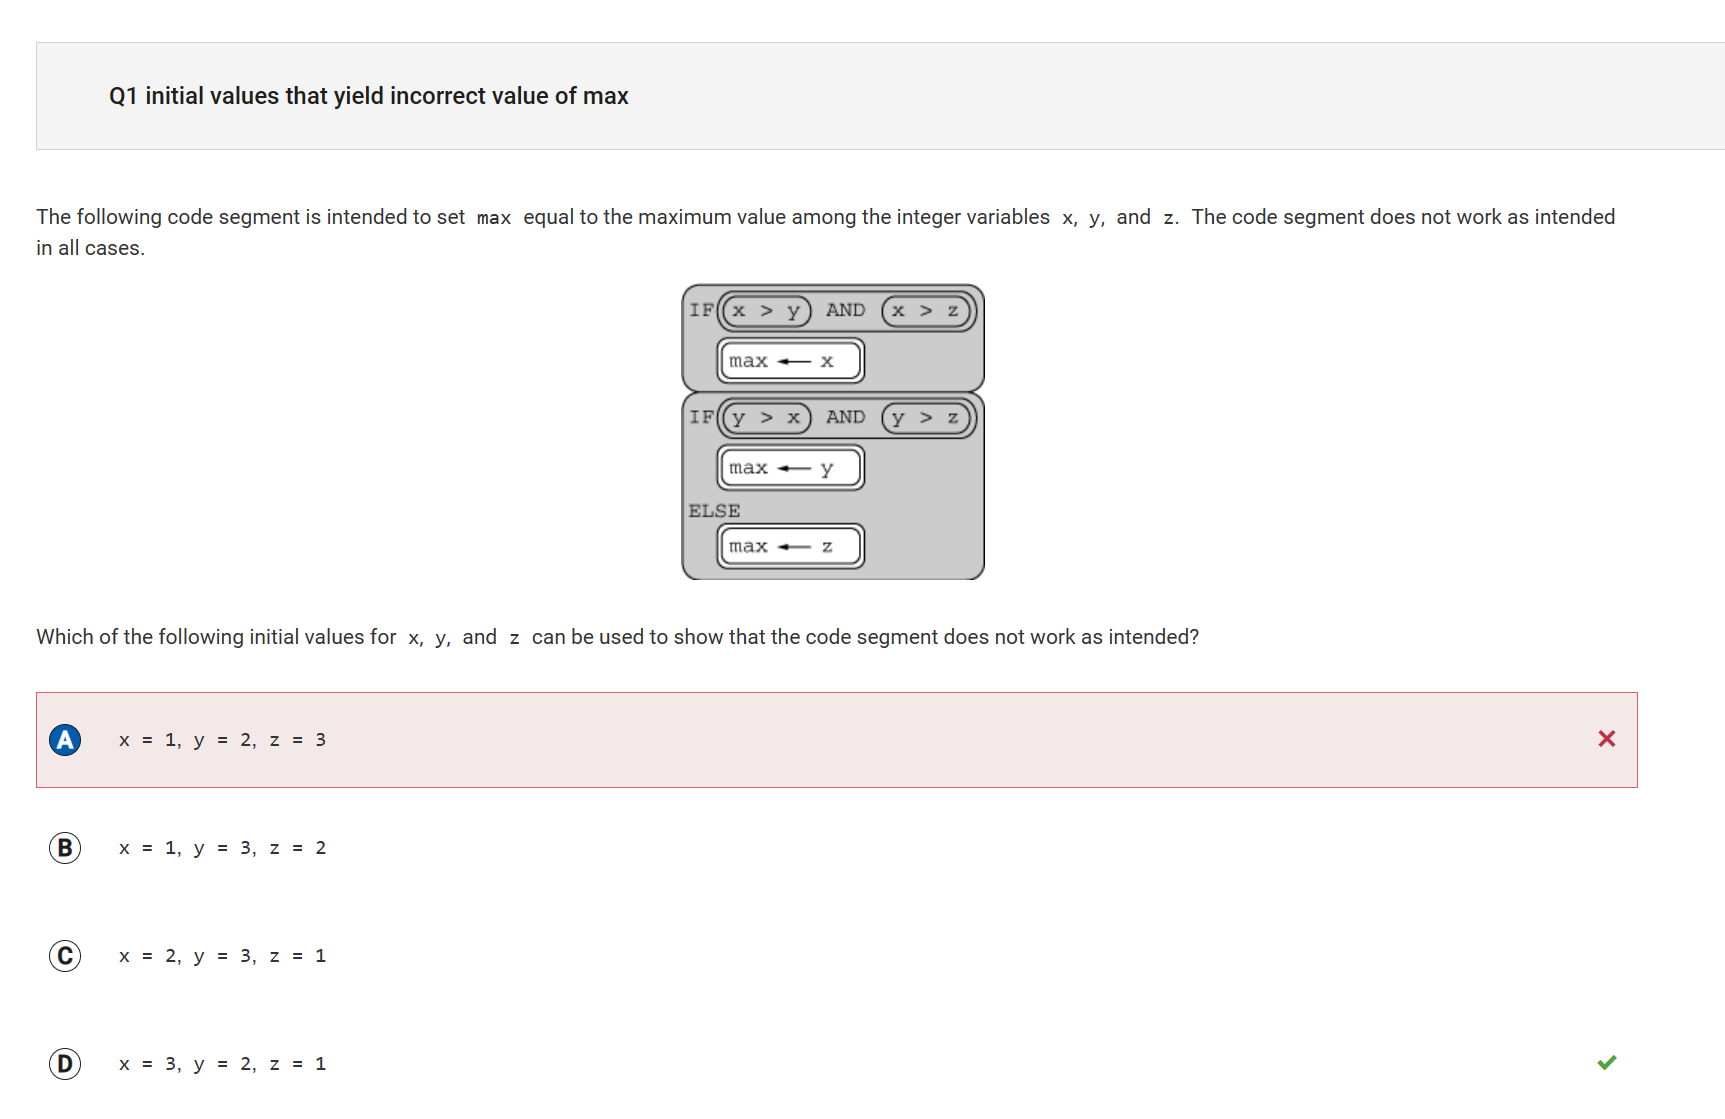 Q1 initial values that yield incorrect value of max
The following code segment is intended to set max equal to the maximum value among the integer variables x, y, and z. The code segment does not work as intended
in all cases.
IF x > y AND x > z
max ← x
IF y > x AND y > z
max ← y
ELSE
max ← z
Which of the following initial values for x, y, and z can be used to show that the code segment does not work as intended?
A x = 1, y = 2, z = 3
B x = 1, y = 3, z = 2
C x = 2, y = 3, z = 1
D x = 3, y = 2, z = 1